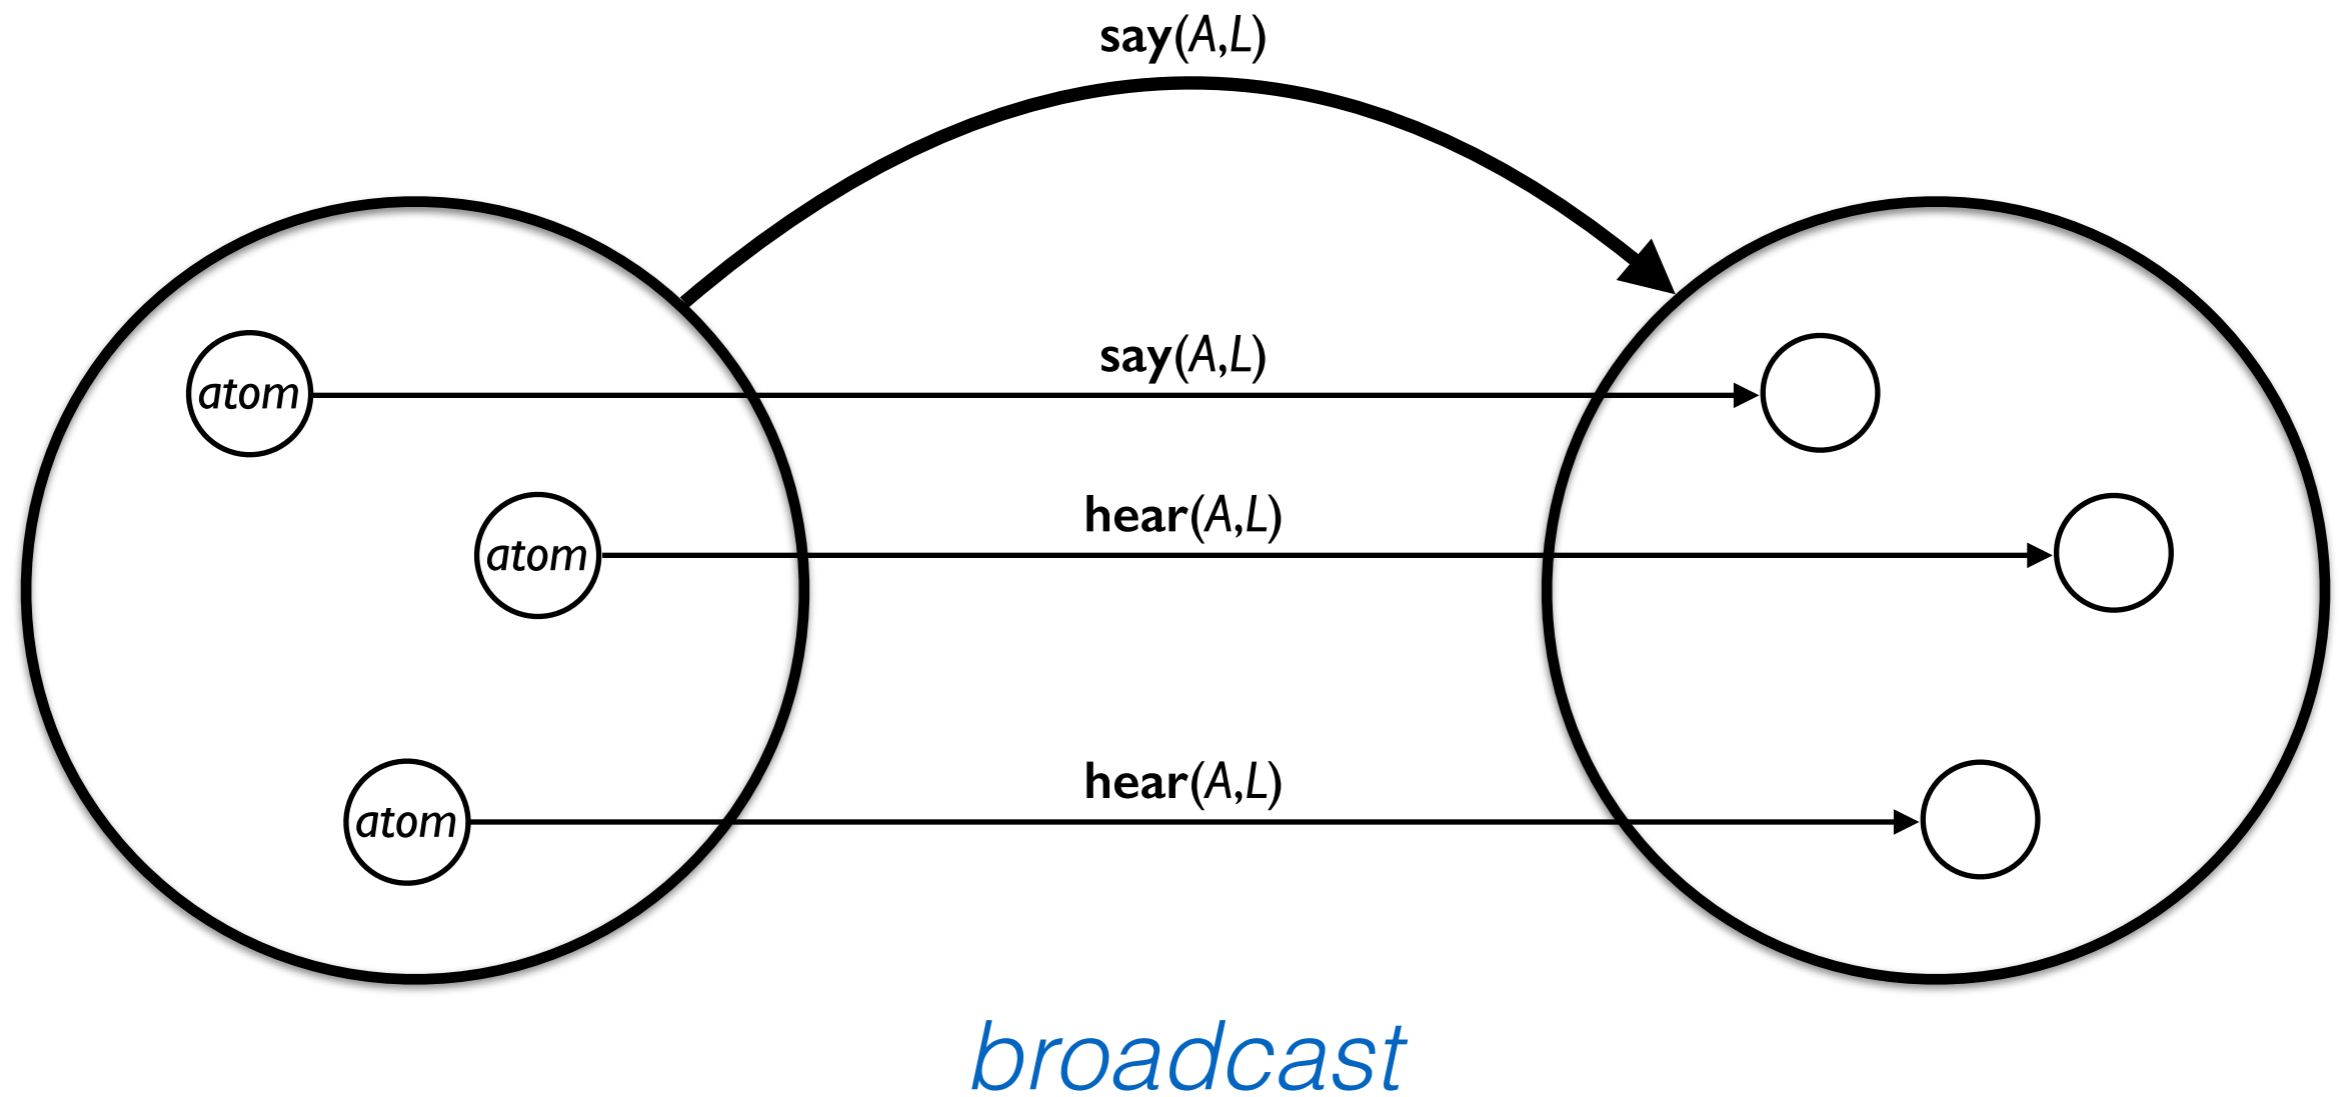 say(A,L)
say(A,L)
atom
hear(A,L)
atom
hear(A,L)
atom
broadcast